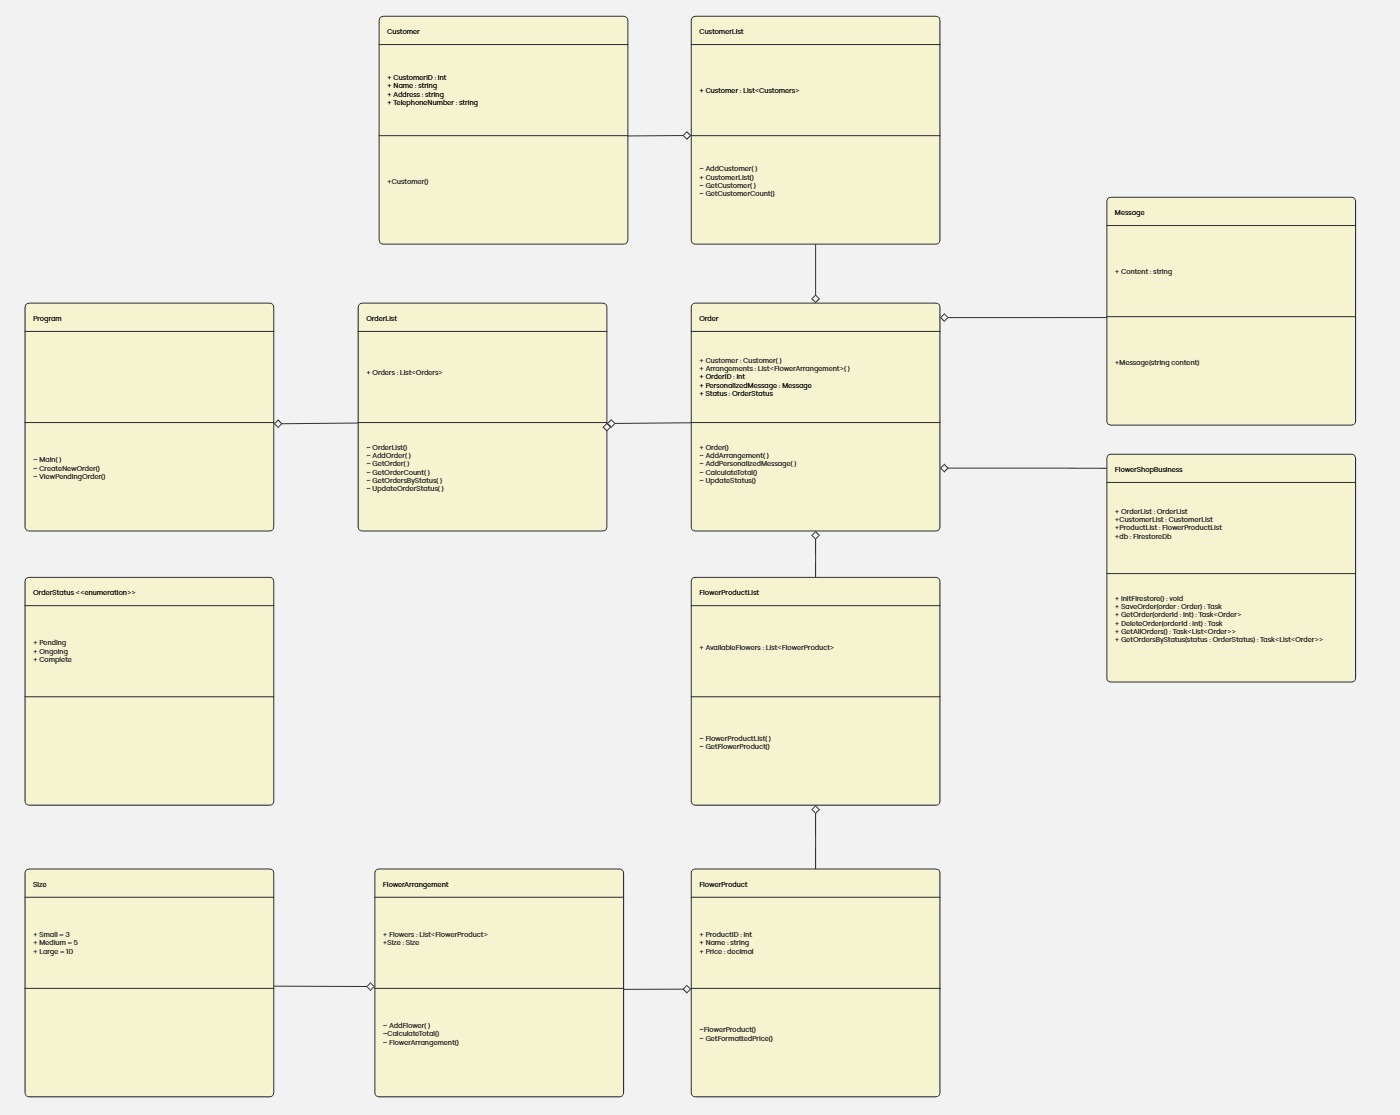 Customer
+ CustomerID : int
+ Name : string
+ Address : string
+ TelephoneNumber : string
+Customer()
CustomerList
+ Customer : List<Customers>
– AddCustomer( )
+ CustomerList()
– GetCustomer( )
– GetCustomerCount()
Message
+ Content : string
+Message(string content)
Program
– Main( )
– CreateNewOrder()
– ViewPendingOrder()
OrderList
+ Orders : List<Orders>
– OrderList()
– AddOrder( )
– GetOrder( )
– GetOrderCount( )
– GetOrdersByStatus( )
– UpdateOrderStatus( )
Order
+ Customer : Customer( )
+ Arrangements : List<FlowerArrangement>( )
+ OrderID : int
+ PersonalizedMessage : Message
+ Status : OrderStatus
+ Order()
– AddArrangement( )
– AddPersonalizedMessage( )
– CalculateTotal()
– UpdateStatus()
FlowerShopBusiness
+ OrderList : OrderList
+CustomerList : CustomerList
+ProductList : FlowerProductList
+db : FirestoreDb
+ InitFirestore() : void
+ SaveOrder(order : Order) : Task
+ GetOrder(orderId : int) : Task<Order>
+ DeleteOrder(orderId : int) : Task
+ GetAllOrders() : Task<List<Order>>
+ GetOrdersByStatus(status : OrderStatus) : Task<List<Order>>
OrderStatus <<enumeration>>
+ Pending
+ Ongoing
+ Complete
FlowerProductList
+ AvailableFlowers : List<FlowerProduct>
– FlowerProductList( )
– GetFlowerProduct()
Size
+ Small = 3
+ Medium = 5
+ Large = 10
FlowerArrangement
+ Flowers : List<FlowerProduct>
+Size : Size
– AddFlower( )
–CalculateTotal()
– FlowerArrangement()
FlowerProduct
+ ProductID : int
+ Name : string
+ Price : decimal
–FlowerProduct()
– GetFormattedPrice()